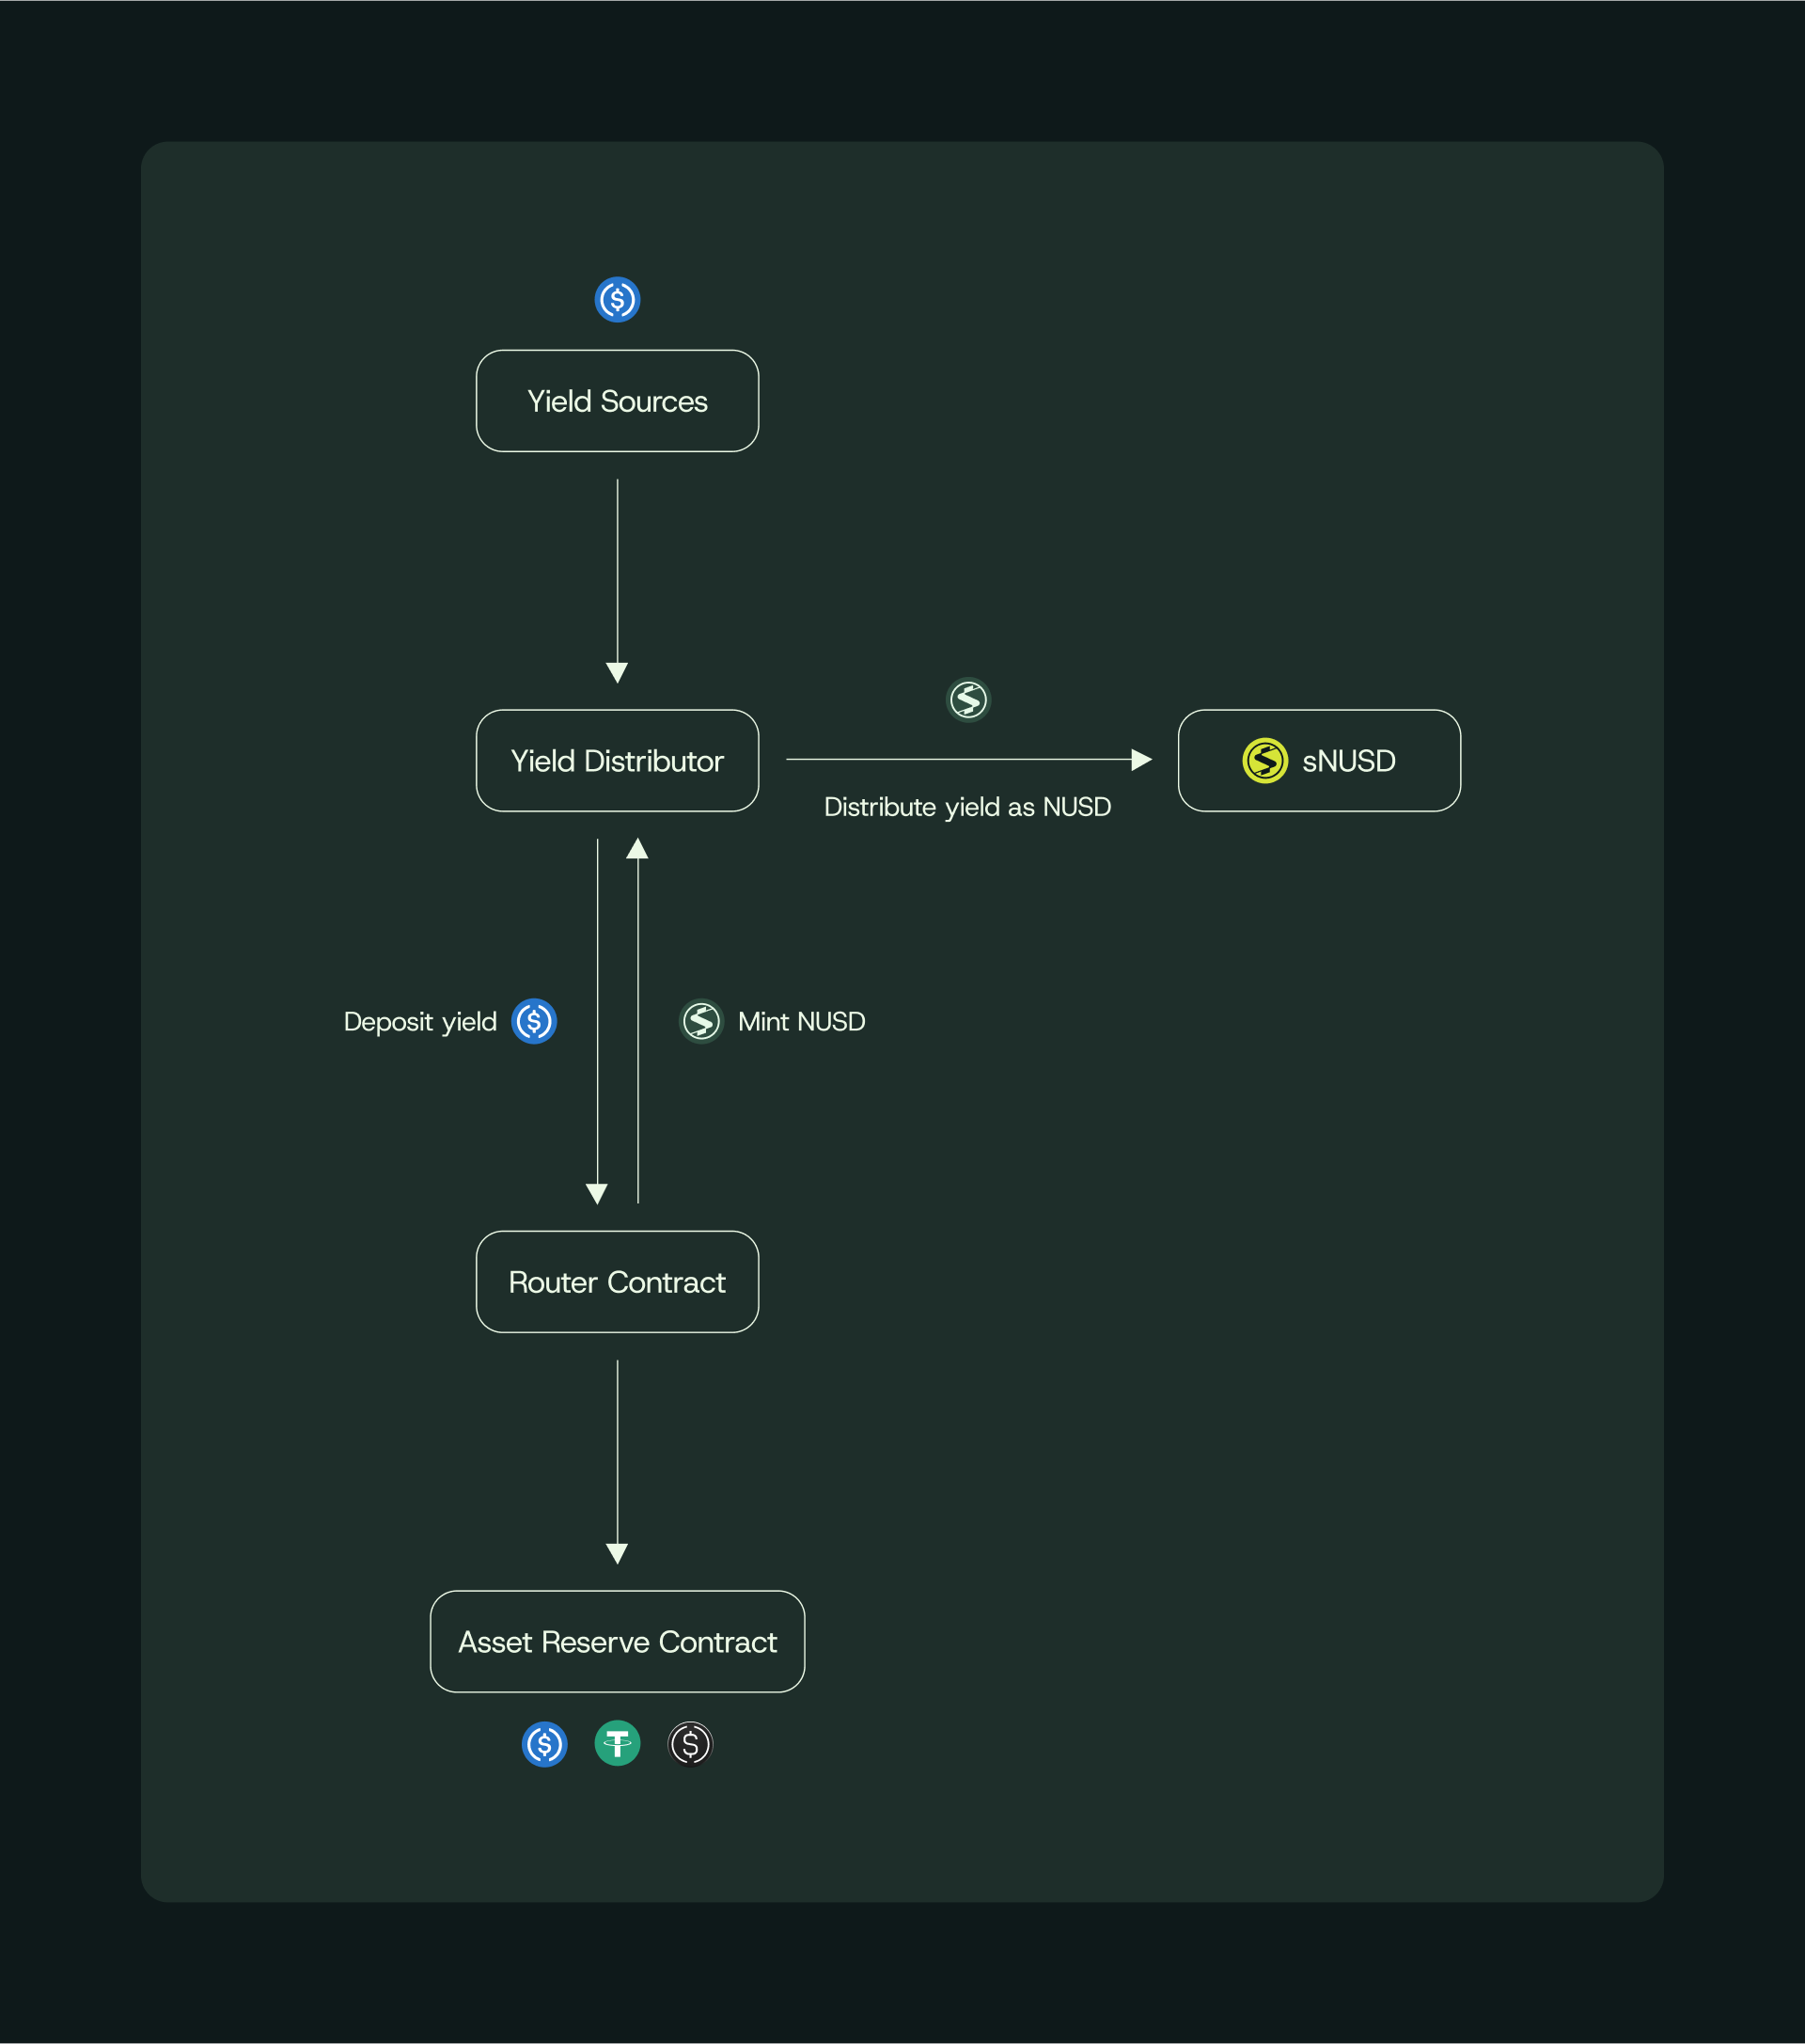 Yield Sources
Yield Distributor
sNUSD
Distribute yield as NUSD
Deposit yield
Mint NUSD
Router Contract
Asset Reserve Contract